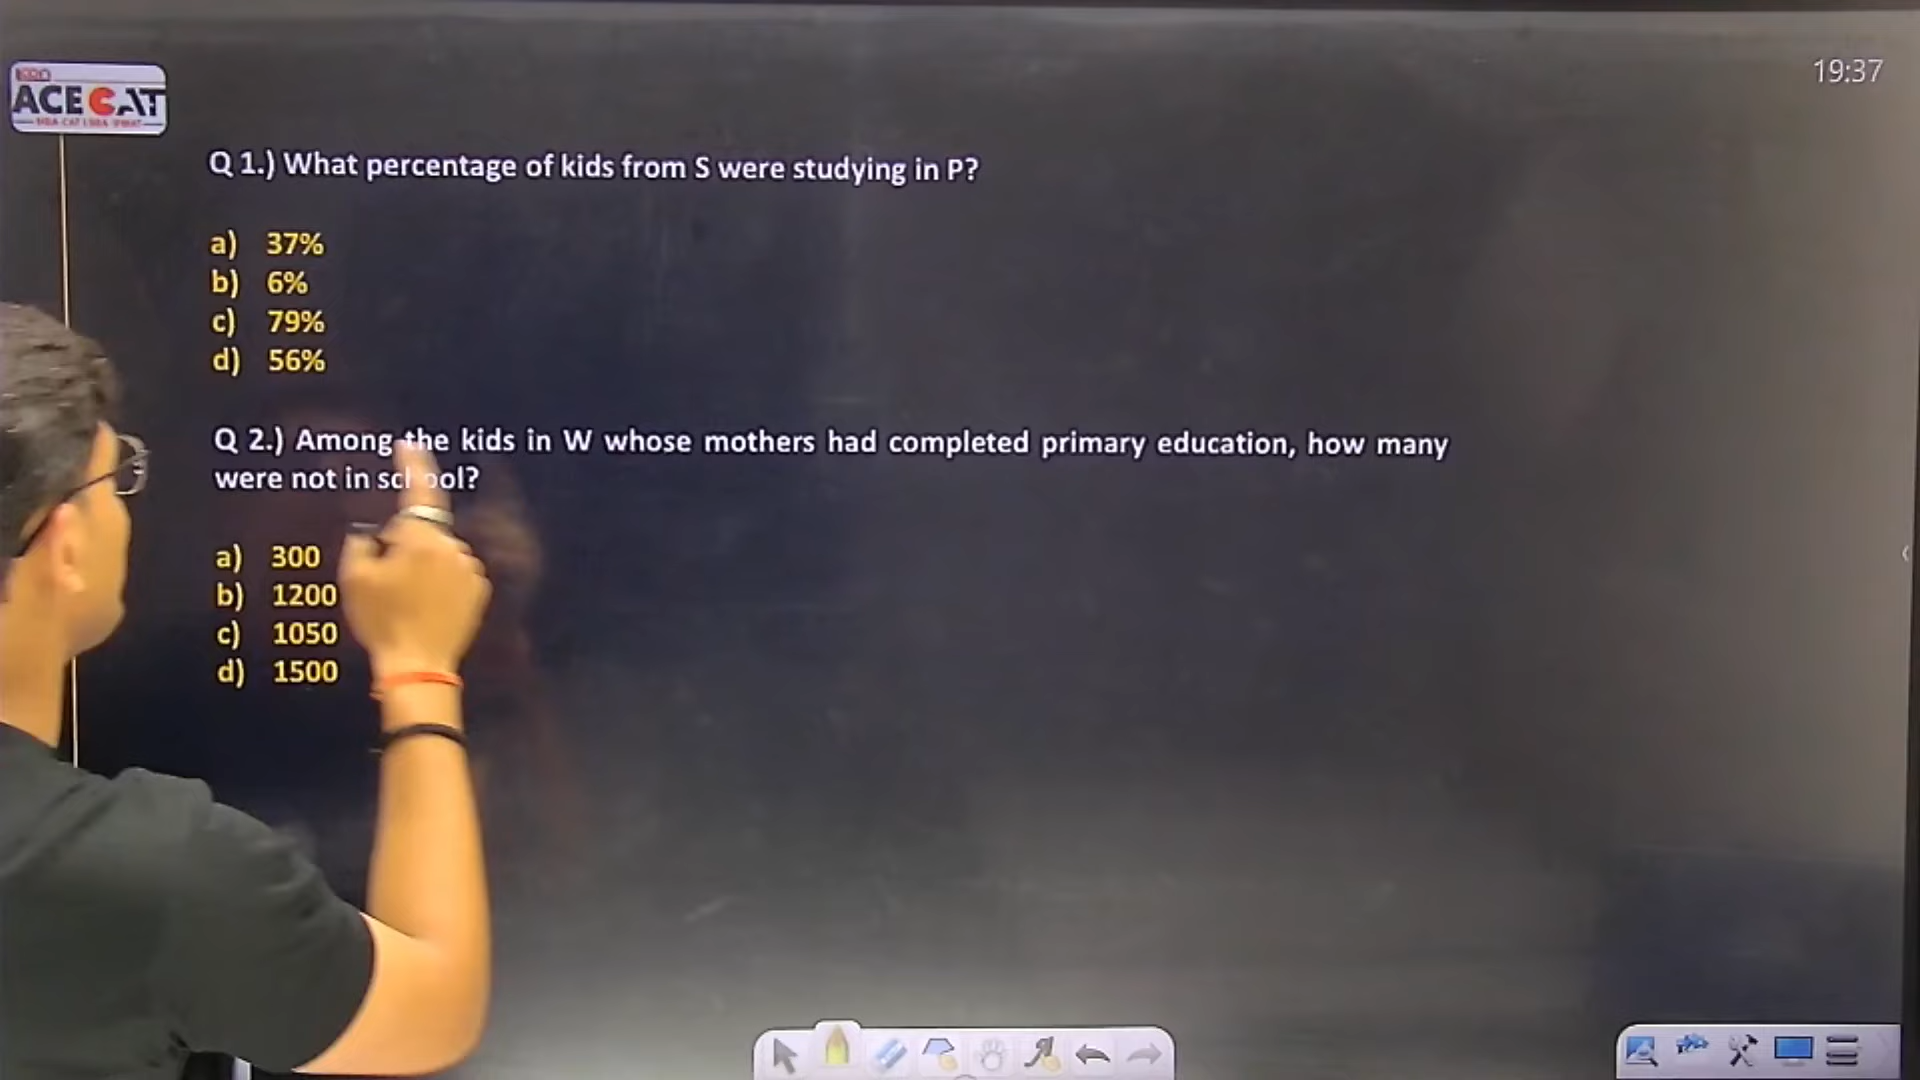 19:37
ACE CAT
Q 1.) What percentage of kids from S were studying in P?
a) 37%
b) 6%
c) 79%
d) 56%
Q 2.) Among the kids in W whose mothers had completed primary education, how many
were not in school?
a) 300
b) 1200
c) 1050
d) 1500